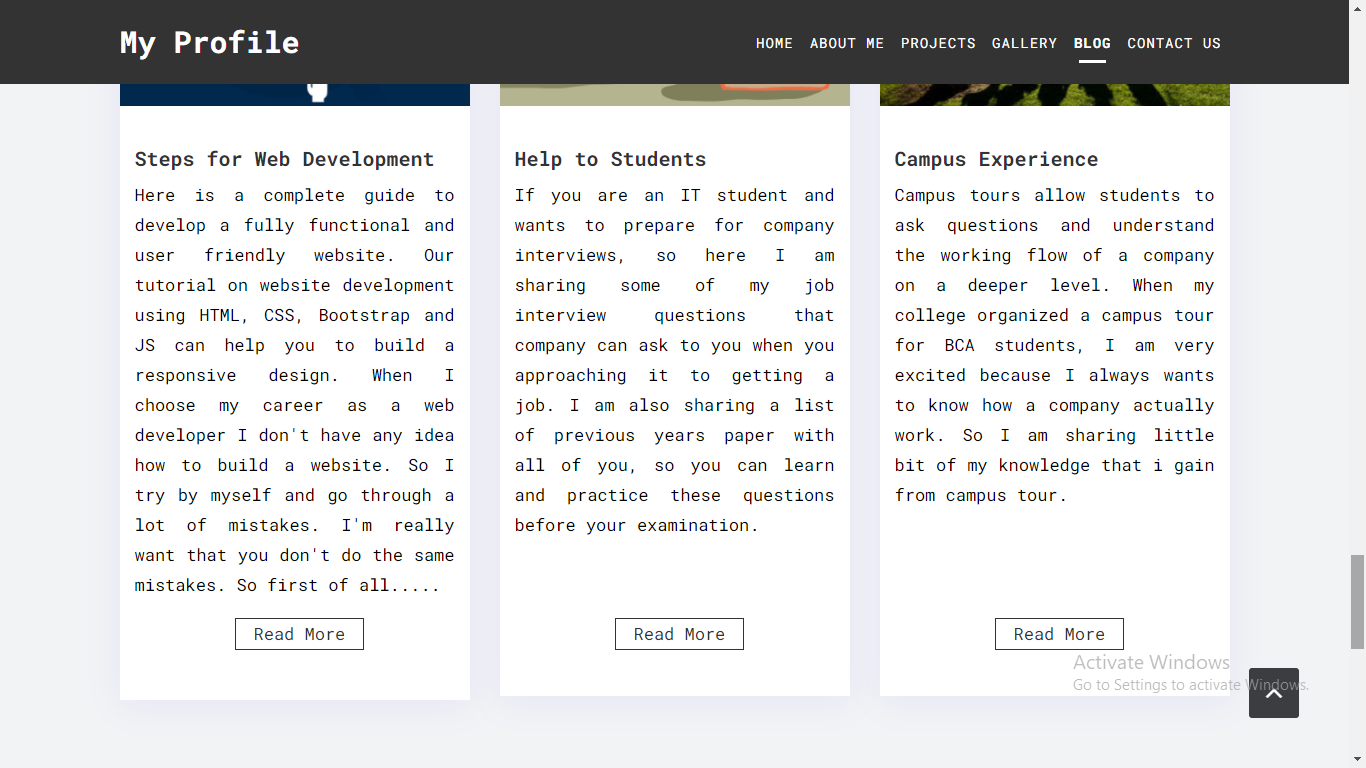 My Profile
HOME ABOUT ME PROJECTS GALLERY BLOG CONTACT US
Steps for Web Development
Here is a complete guide to
develop a fully functional and
user friendly website. Our
tutorial on website development
using HTML, CSS, Bootstrap and
JS can help you to build a
responsive design. When I
choose my career as a web
developer I don't have any idea
how to build a website. So I
try by myself and go through a
lot of mistakes. I'm really
want that you don't do the same
mistakes. So first of all.....
Read More
Help to Students
If you are an IT student and
wants to prepare for company
interviews, so here I am
sharing some of my job
interview questions that
company can ask to you when you
approaching it to getting a
job. I am also sharing a list
of previous years paper with
all of you, so you can learn
and practice these questions
before your examination.
Read More
Campus Experience
Campus tours allow students to
ask questions and understand
the working flow of a company
on a deeper level. When my
college organized a campus tour
for BCA students, I am very
excited because I always wants
to know how a company actually
work. So I am sharing little
bit of my knowledge that i gain
from campus tour.
Read More
Activate Windows
Go to Settings to activate Windows.